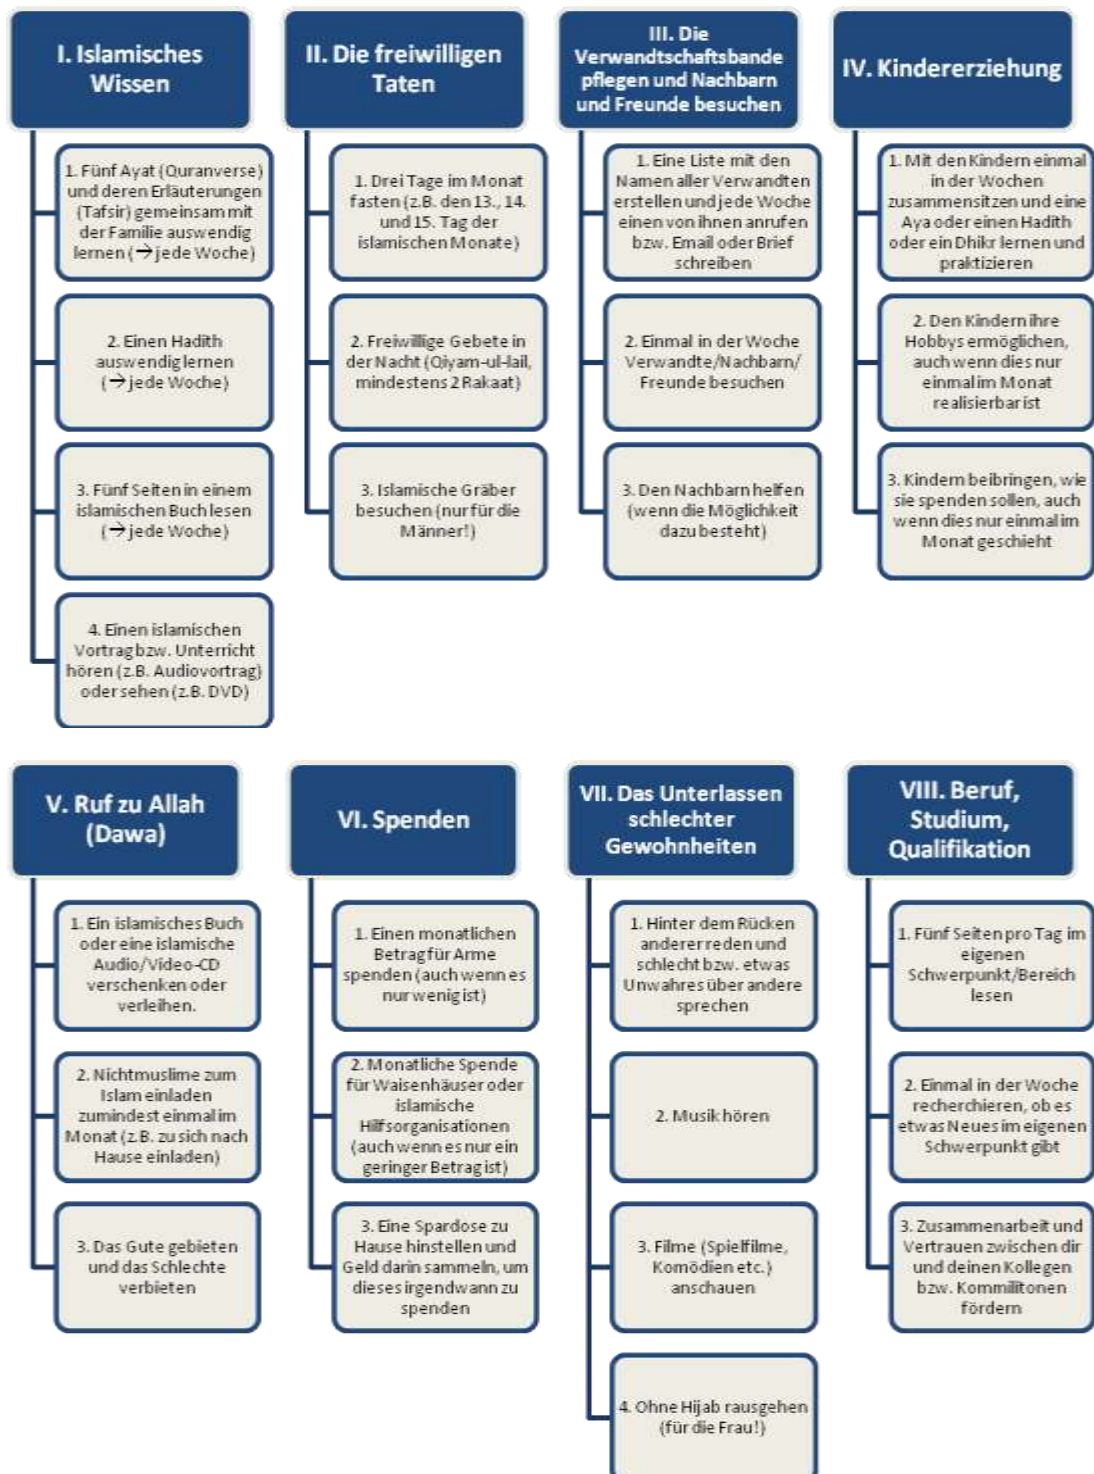 I. Islamisches
Wissen
1. Fünf Ayat (Quranverse)
und deren Erläuterungen
(Tafsir) gemeinsam mit
der Familie auswendig
lernen (→jede Woche)
2. Einen Hadith
auswendig lernen
(→jede Woche)
3. Fünf Seiten in einem
islamischen Buch lesen
(→jede Woche)
4. Einen islamischen
Vortrag bzw. Unterricht
hören (z.B. Audiovortrag)
oder sehen (z.B. DVD)
II. Die freiwilligen
Taten
1. Drei Tage im Monat
fasten (z.B. den 13., 14.
und 15. Tag der
islamischen Monate)
2. Freiwillige Gebete in
der Nacht (Qiyam-ul-lail,
mindestens 2 Rakaat)
3. Islamische Gräber
besuchen (nur für die
Männer!)
III. Die
Verwandtschaftsbande
pflegen und Nachbarn
und Freunde besuchen
1. Eine Liste mit den
Namen aller Verwandten
erstellen und jede Woche
einen von ihnen anrufen
bzw. Email oder Brief
schreiben
2. Einmal in der Woche
Verwandte/Nachbarn/
Freunde besuchen
3. Den Nachbarn helfen
(wenn die Möglichkeit
dazu besteht)
IV. Kindererziehung
1. Mit den Kindern einmal
in der Wochen
zusammensitzen und eine
Aya oder einen Hadith
oder ein Dhikr lernen und
praktizieren
2. Den Kindern ihre
Hobbys ermöglichen,
auch wenn dies nur
einmal im Monat
realisierbar ist
3. Kindern beibringen, wie
sie spenden sollen, auch
wenn dies nur einmal im
Monat geschieht
V. Ruf zu Allah
(Dawa)
1. Ein islamisches Buch
oder eine islamische
Audio/Video-CD
verschenken oder
verleihen.
2. Nichtmuslime zum
Islam einladen
zumindest einmal im
Monat (z.B. zu sich nach
Hause einladen)
3. Das Gute gebieten
und das Schlechte
verbieten
VI. Spenden
1. Einen monatlichen
Betrag für Arme
spenden (auch wenn es
nur wenig ist)
2. Monatliche Spende
für Waisenhäuser oder
islamische
Hilfsorganisationen
(auch wenn es nur ein
geringer Betrag ist)
3. Eine Spardose zu
Hause hinstellen und
Geld darin sammeln, um
dieses irgendwann zu
spenden
VII. Das Unterlassen
schlechter
Gewohnheiten
1. Hinter dem Rücken
anderer reden und
schlecht bzw. etwas
Unwahres über andere
sprechen
2. Musik hören
3. Filme (Spielfilme,
Komödien etc.)
anschauen
4. Ohne Hijab rausgehen
(für die Frau!)
VIII. Beruf,
Studium,
Qualifikation
1. Fünf Seiten pro Tag im
eigenen
Schwerpunkt/Bereich
lesen
2. Einmal in der Woche
recherchieren, ob es
etwas Neues im eigenen
Schwerpunkt gibt
3. Zusammenarbeit und
Vertrauen zwischen dir
und deinen Kollegen
bzw. Kommilitonen
fördern